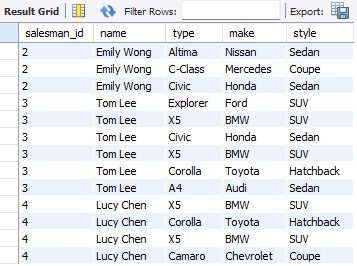 Result Grid Filter Rows: Export:
salesman_id name type make style
2 Emily Wong Altima Nissan Sedan
2 Emily Wong C-Class Mercedes Coupe
2 Emily Wong Civic Honda Sedan
3 Tom Lee Explorer Ford SUV
3 Tom Lee X5 BMW SUV
3 Tom Lee Civic Honda Sedan
3 Tom Lee X5 BMW SUV
3 Tom Lee Corolla Toyota Hatchback
3 Tom Lee A4 Audi Sedan
4 Lucy Chen X5 BMW SUV
4 Lucy Chen Corolla Toyota Hatchback
4 Lucy Chen X5 BMW SUV
4 Lucy Chen Camaro Chevrolet Coupe